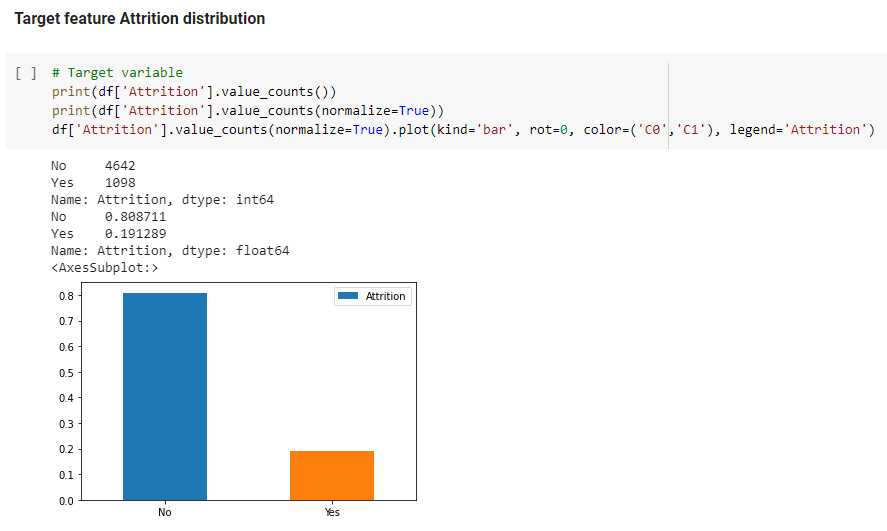 Target feature Attrition distribution
[ ] # Target variable
print(df['Attrition'].value_counts())
print(df['Attrition'].value_counts(normalize=True))
df['Attrition'].value_counts(normalize=True).plot(kind='bar', rot=0, color=('C0','C1'), legend='Attrition')
No 4642
Yes 1098
Name: Attrition, dtype: int64
No 0.808711
Yes 0.191289
Name: Attrition, dtype: float64
<AxesSubplot:>
Attrition
0.8
0.7
0.6
0.5
0.4
0.3
0.2
0.1
0.0
No Yes